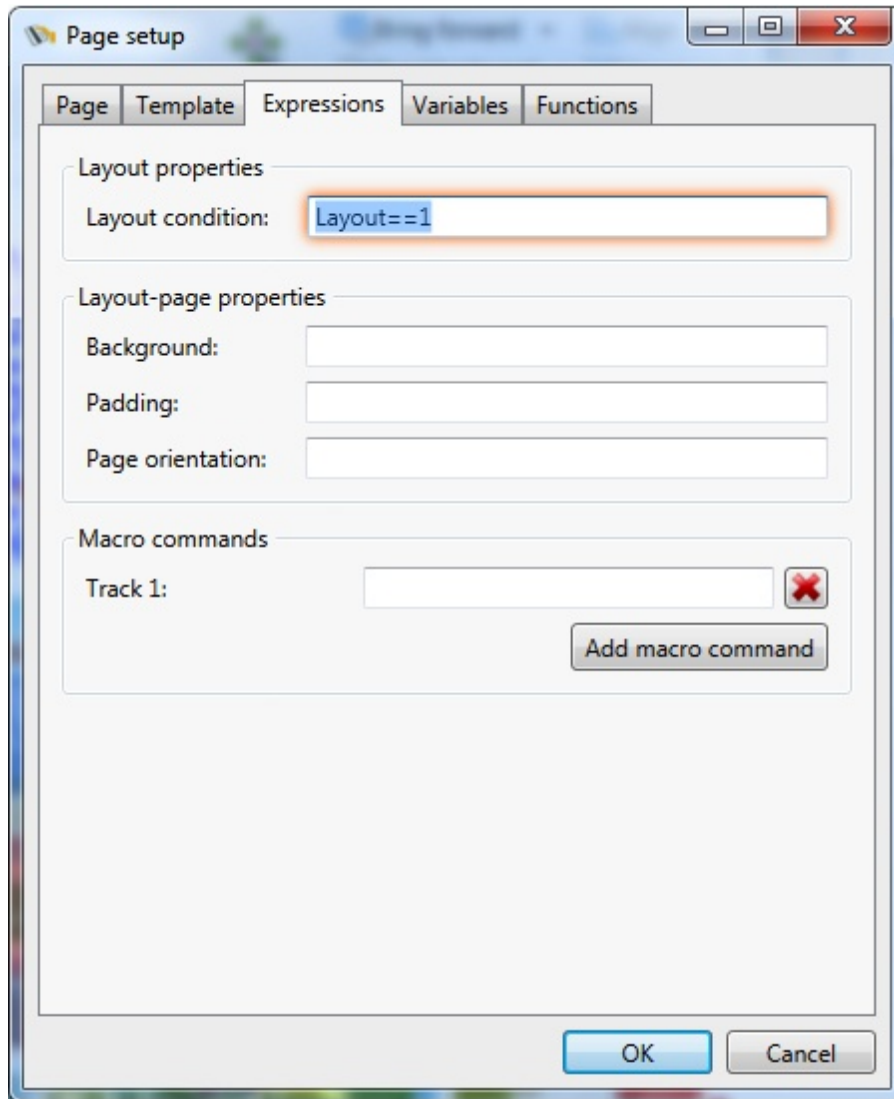 Page setup
Page Template Expressions Variables Functions
Layout properties
Layout condition: Layout==1
Layout-page properties
Background:
Padding:
Page orientation:
Macro commands
Track 1:
Add macro command
OK Cancel